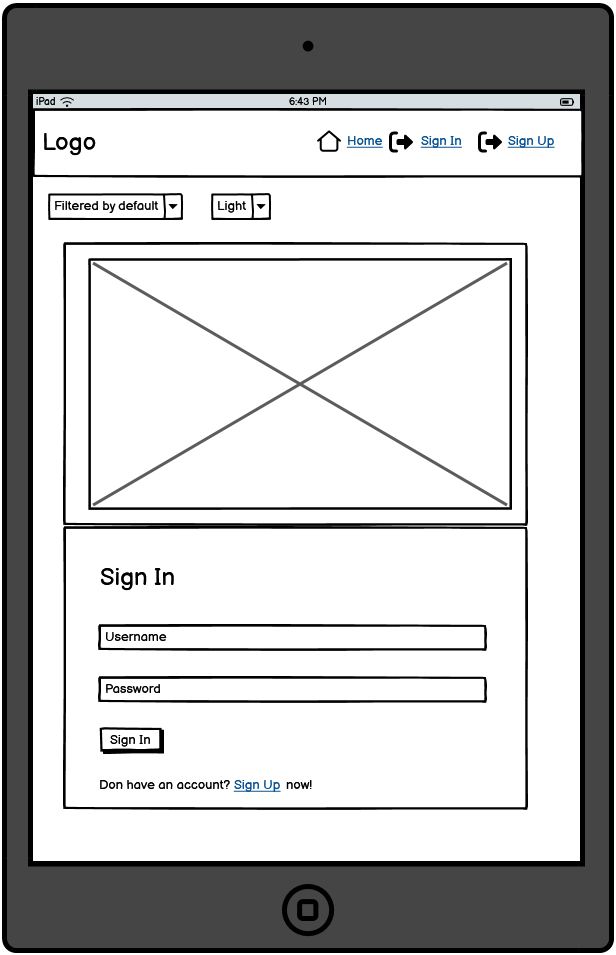 iPad 6:43 PM
Logo Home Sign In Sign Up
Filtered by default Light
Sign In
Username
Password
Sign In
Don have an account? Sign Up now!